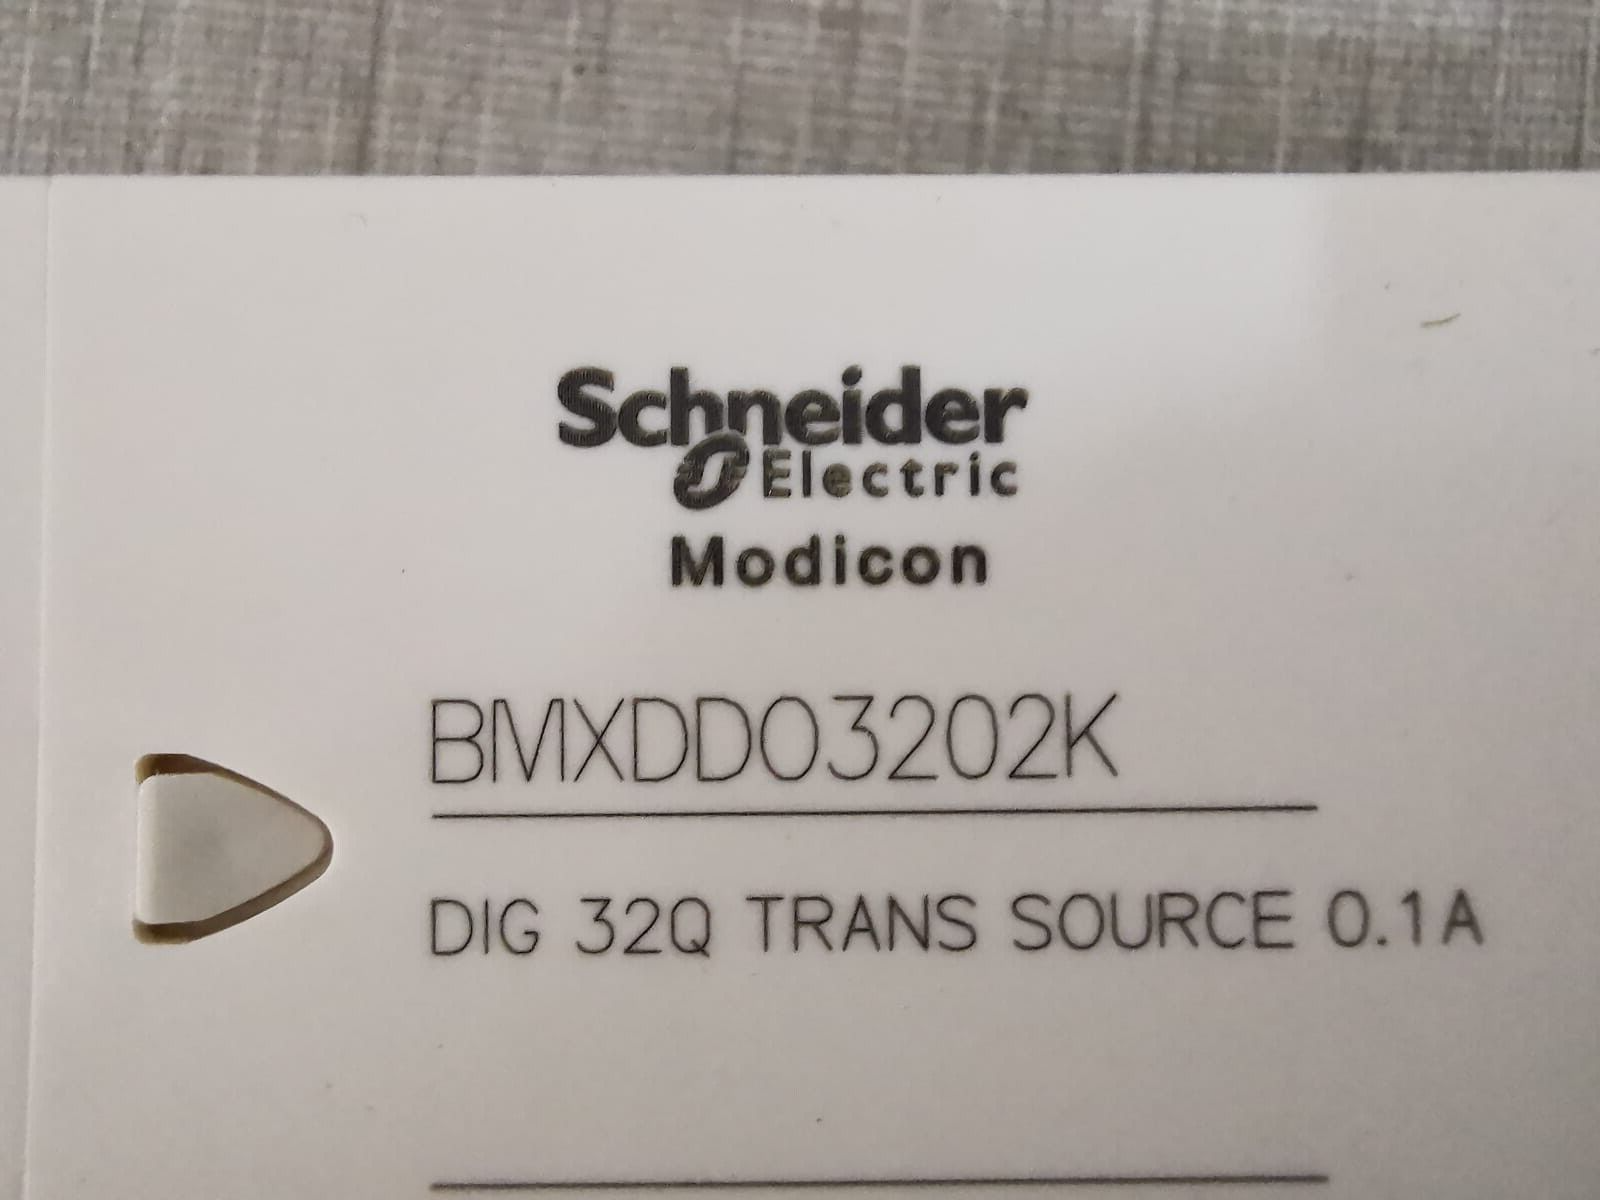 Schneider
Electric
Modicon
BMXDDO3202K
DIG 32Q TRANS SOURCE 0.1A